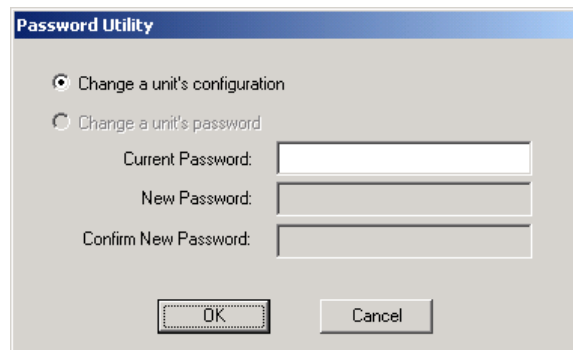 Password Utility
Change a unit's configuration
Change a unit's password
Current Password:
New Password:
Confirm New Password:
OK Cancel